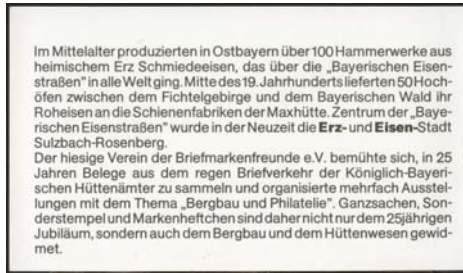 Im Mittelalter produzierten in Ostbayern über 100 Hammerwerke aus
heimischem Erz Schmiedeeisen, das über die „Bayerischen Eisen-
straßen" in alle Welt ging. Mitte des 19. Jahrhunderts lieferten 50 Hoch-
öfen zwischen dem Fichtelgebirge und dem Bayerischen Wald ihr
Roheisen an die Schienenfabriken der Maxhütte. Zentrum der „Baye-
rischen Eisenstraßen" wurde in der Neuzeit die Erz- und Eisen-Stadt
Sulzbach-Rosenberg.
Der hiesige Verein der Briefmarkenfreunde e.V. bemühte sich, in 25
Jahren Belege aus dem regen Briefverkehr der Königlich-Bayeri-
schen Hüttenämter zu sammeln und organisierte mehrfach Ausstel-
lungen mit dem Thema „Bergbau und Philatelie". Ganzsachen, Son-
derstempel und Markenheftchen sind daher nicht nur dem 25jährigen
Jubiläum, sondern auch dem Bergbau und dem Hüttenwesen gewid-
met.